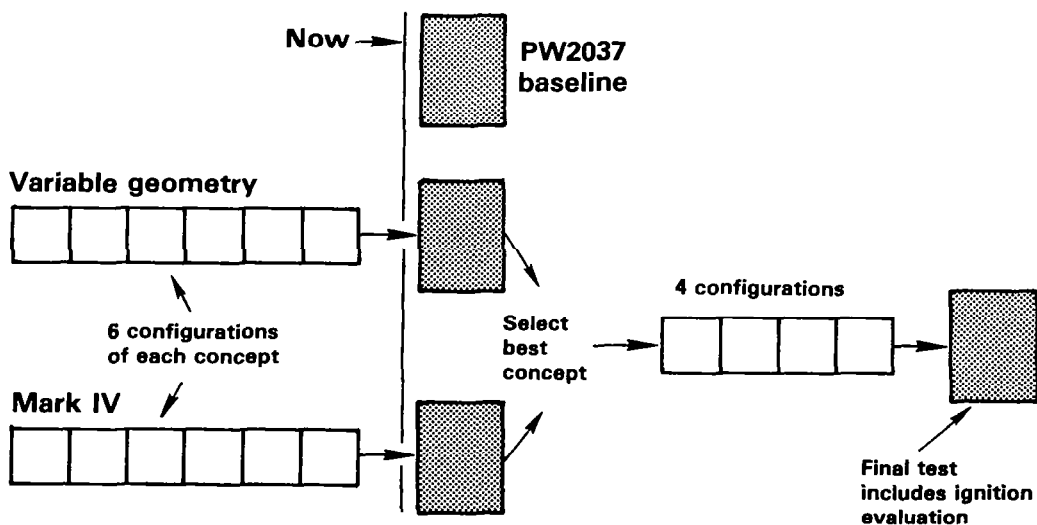 Now
PW2037
baseline
Variable geometry
6 configurations
of each concept
Mark IV
Select
best
concept
4 configurations
Final test
includes ignition
evaluation